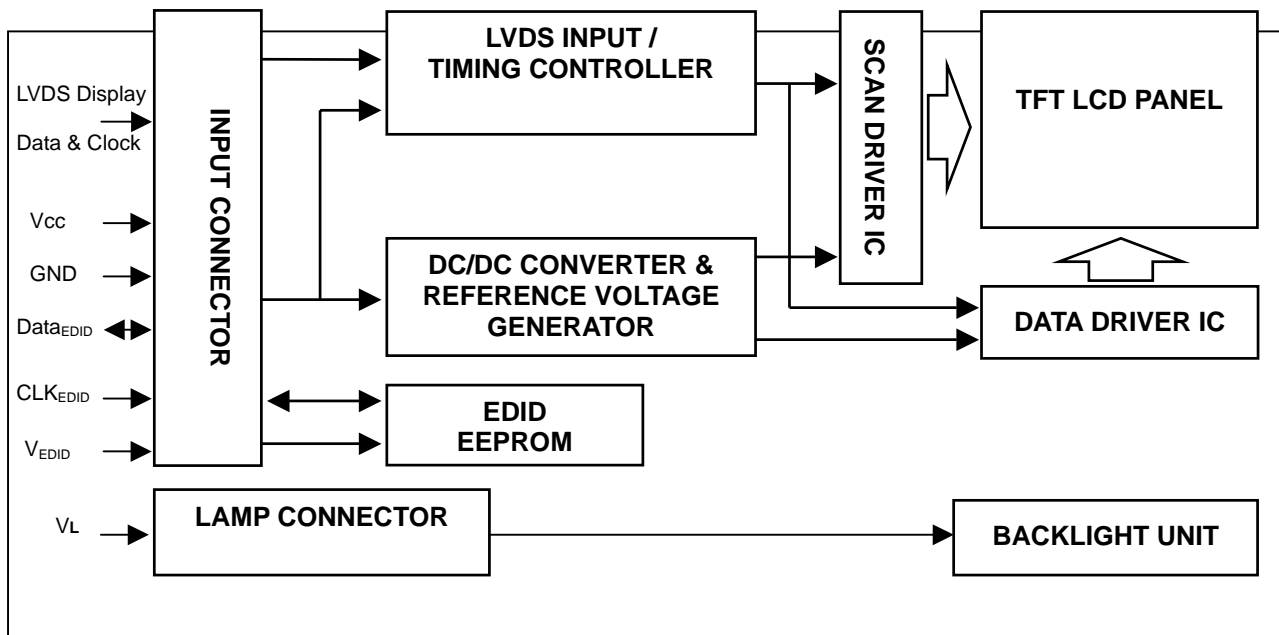 LVDS INPUT /
TIMING CONTROLLER
SCAN DRIVER IC
TFT LCD PANEL
LVDS Display
Data & Clock
INPUT CONNECTOR
Vcc
GND
DataEDID
CLKEDID
VEDID
DC/DC CONVERTER &
REFERENCE VOLTAGE
GENERATOR
DATA DRIVER IC
EDID
EEPROM
VL
LAMP CONNECTOR
BACKLIGHT UNIT